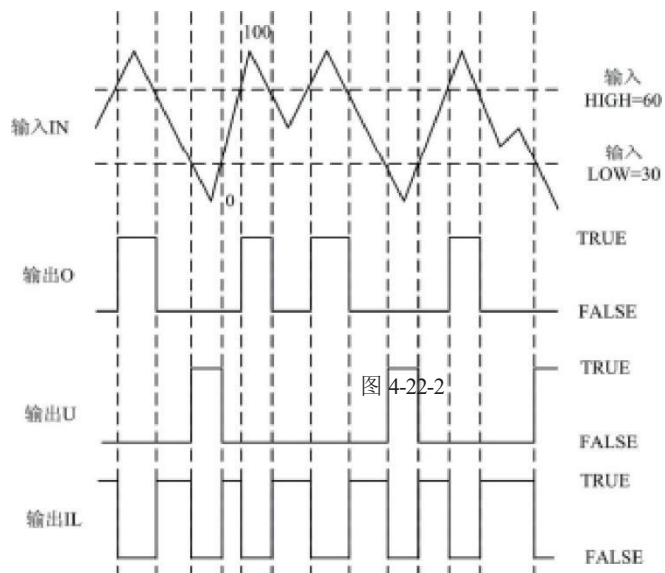 100
输入
HIGH=60
输入IN
输入
LOW=30
0
TRUE
输出O
FALSE
TRUE
图 4-22-2
输出U
FALSE
TRUE
输出IL
FALSE